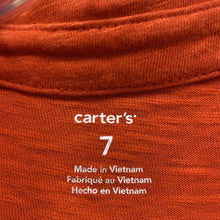 carter's
7
Made in Vietnam
Fabriqué au Vietnam
Hecho en Vietnam